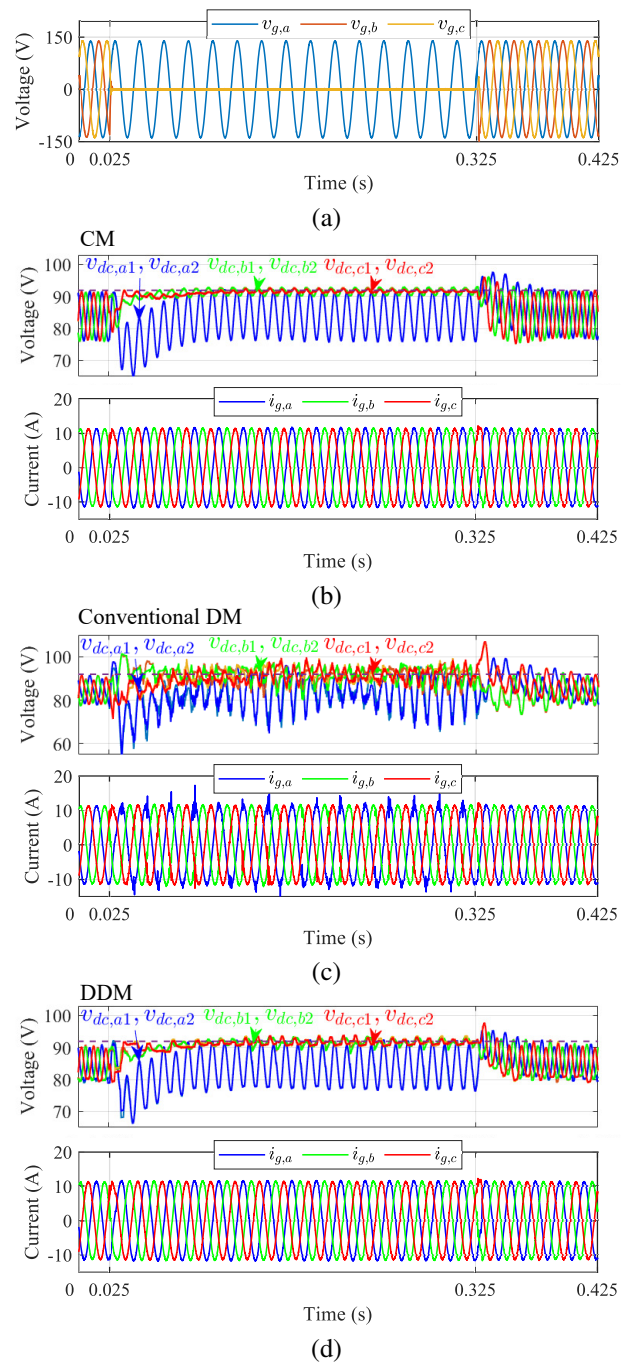 v_{g,a} v_{g,b} v_{g,c}
150
0
-150
Voltage (V)
0 0.025 0.325 0.425
Time (s)
(a)
CM
v_{dc,a1}, v_{dc,a2} v_{dc,b1}, v_{dc,b2} v_{dc,c1}, v_{dc,c2}
100
90
80
70
Voltage (V)
i_{g,a} i_{g,b} i_{g,c}
20
10
0
-10
Current (A)
0 0.025 0.325 0.425
Time (s)
(b)
Conventional DM
v_{dc,a1}, v_{dc,a2} v_{dc,b1}, v_{dc,b2} v_{dc,c1}, v_{dc,c2}
100
80
60
Voltage (V)
i_{g,a} i_{g,b} i_{g,c}
20
10
0
-10
Current (A)
0 0.025 0.325 0.425
Time (s)
(c)
DDM
v_{dc,a1}, v_{dc,a2} v_{dc,b1}, v_{dc,b2} v_{dc,c1}, v_{dc,c2}
100
90
80
70
Voltage (V)
i_{g,a} i_{g,b} i_{g,c}
20
10
0
-10
Current (A)
0 0.025 0.325 0.425
Time (s)
(d)